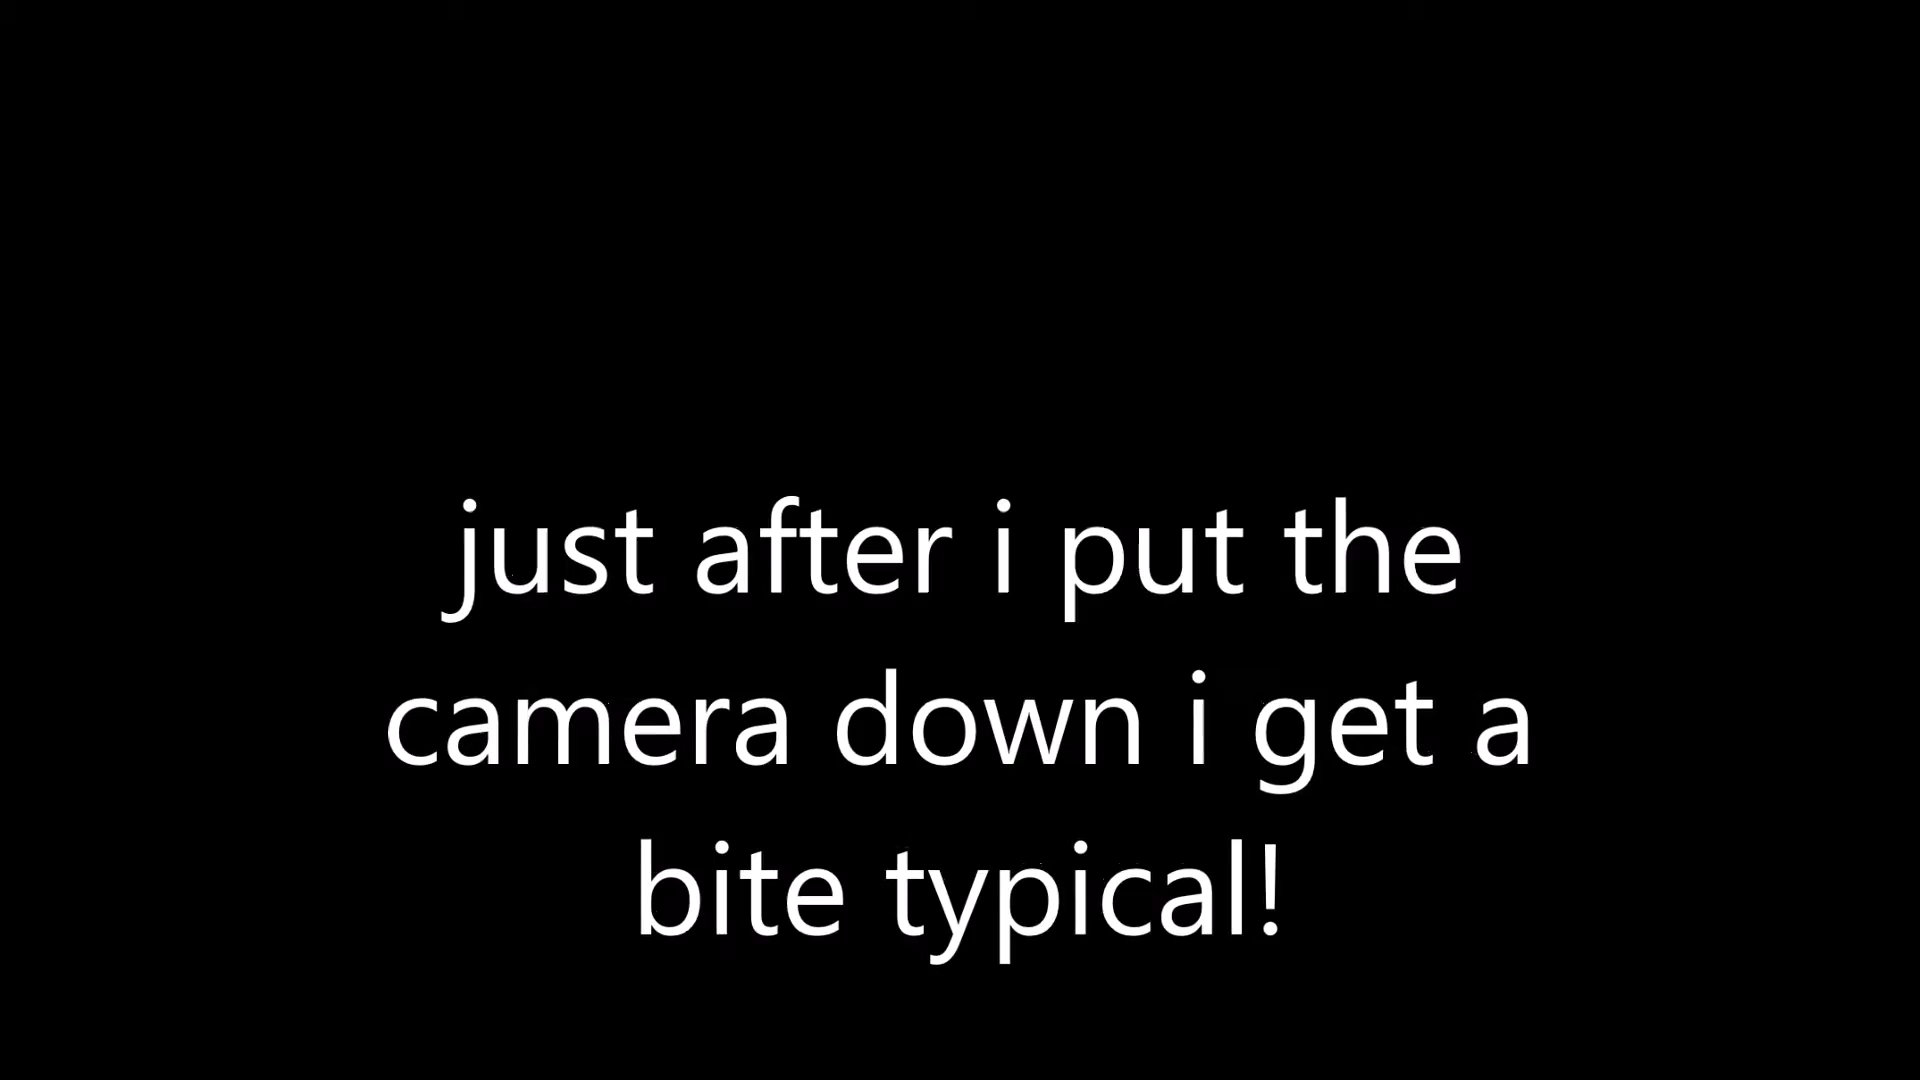 just after i put the
camera down i get a
bite typical!